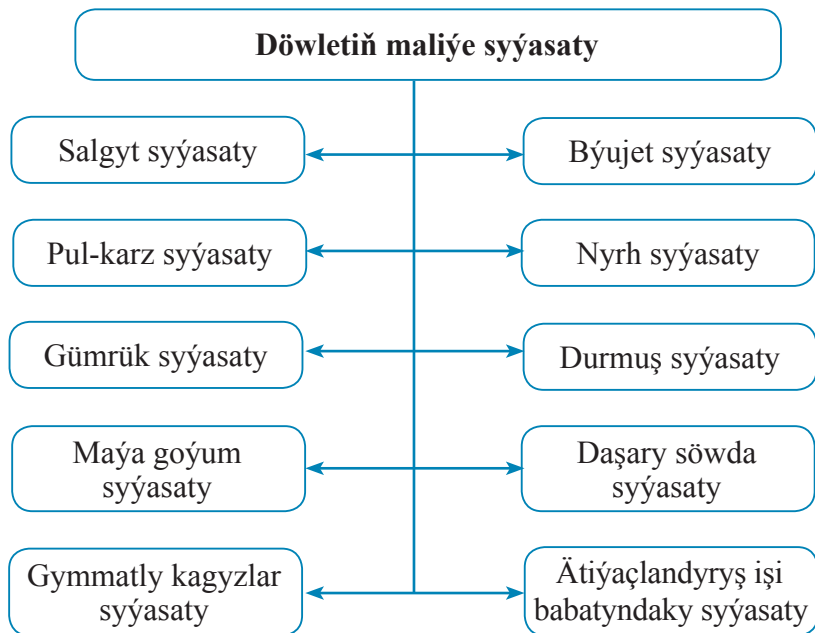 Döwletiň maliýe syýasaty
Salgyt syýasaty
Býujet syýasaty
Pul-karz syýasaty
Nyrh syýasaty
Gümrük syýasaty
Durmuş syýasaty
Maýa goýum
syýasaty
Daşary söwda
syýasaty
Gymmatly kagyzlar
syýasaty
Ätiýaçlandyryş işi
babatyndaky syýasaty